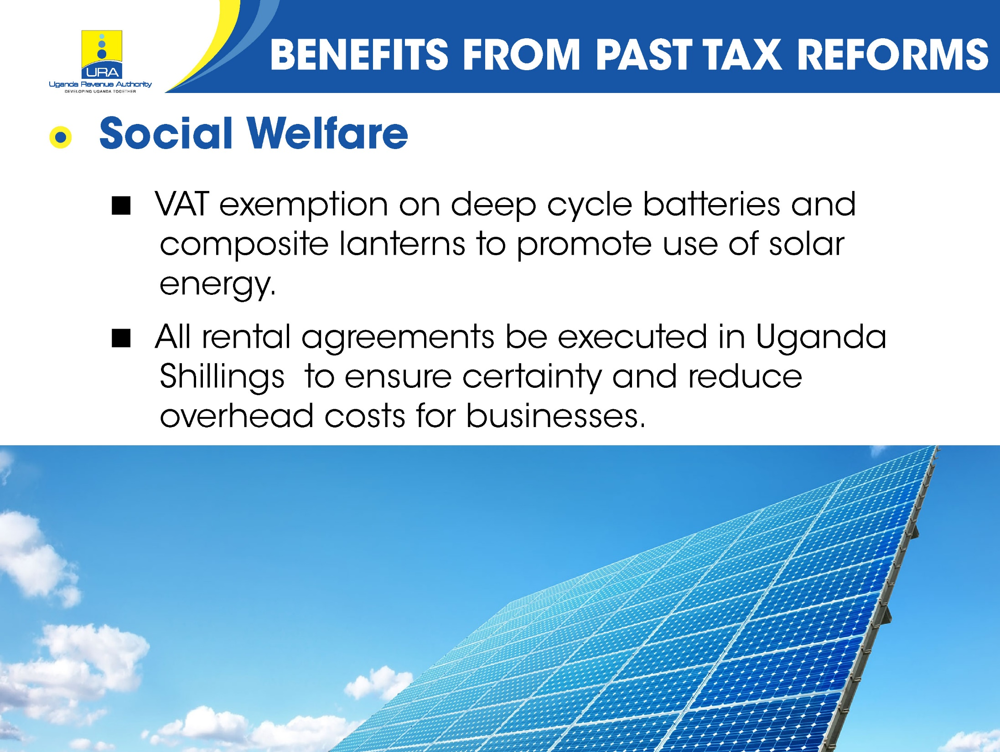 BENEFITS FROM PAST TAX REFORMS
URA
Uganda Revenue Authority
DEVELOPING UGANDA TOGETHER
Social Welfare
VAT exemption on deep cycle batteries and
composite lanterns to promote use of solar
energy.
All rental agreements be executed in Uganda
Shillings to ensure certainty and reduce
overhead costs for businesses.